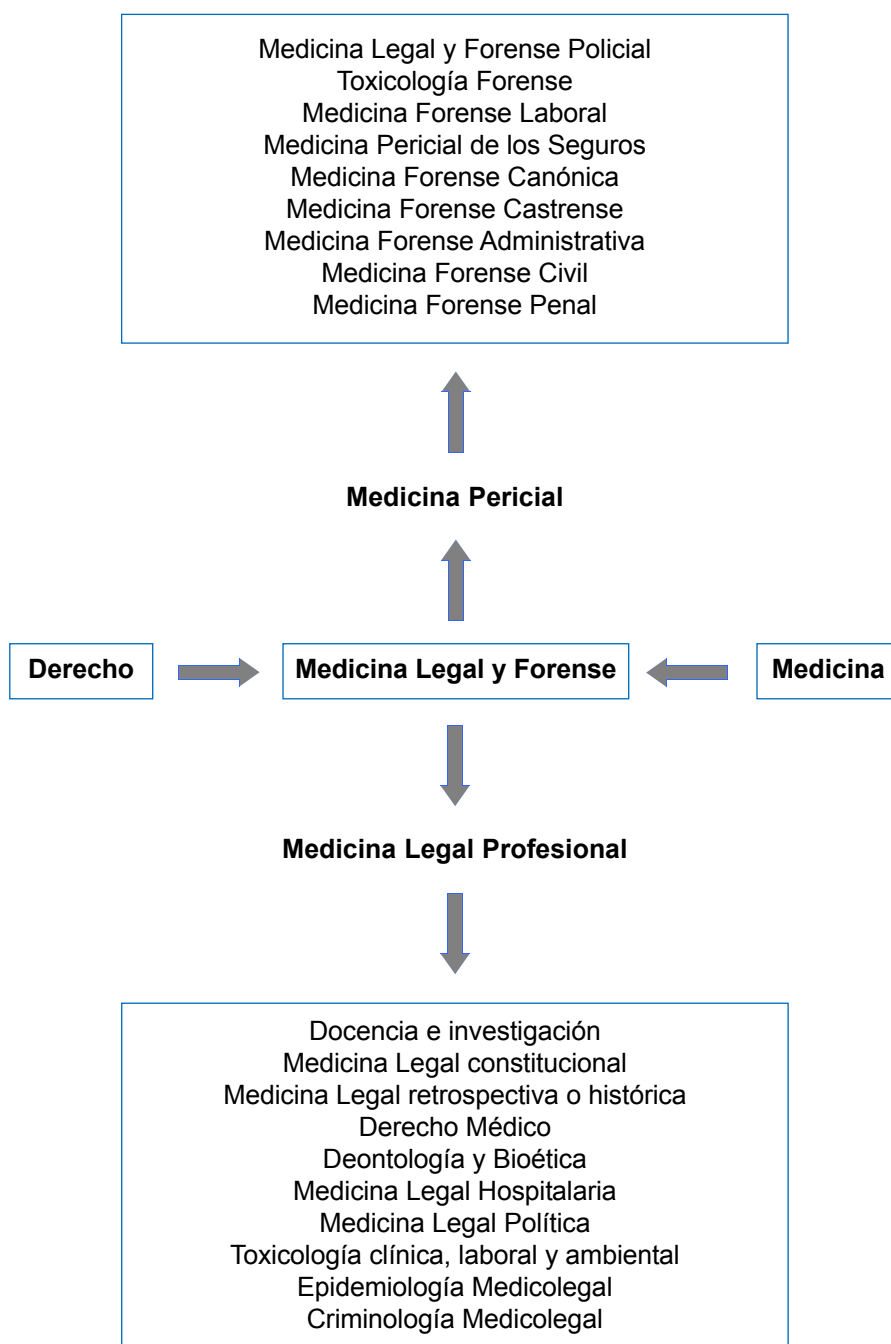 Medicina Legal y Forense Policial
Toxicología Forense
Medicina Forense Laboral
Medicina Pericial de los Seguros
Medicina Forense Canónica
Medicina Forense Castrense
Medicina Forense Administrativa
Medicina Forense Civil
Medicina Forense Penal
Medicina Pericial
Derecho
Medicina Legal y Forense
Medicina
Medicina Legal Profesional
Docencia e investigación
Medicina Legal constitucional
Medicina Legal retrospectiva o histórica
Derecho Médico
Deontología y Bioética
Medicina Legal Hospitalaria
Medicina Legal Política
Toxicología clínica, laboral y ambiental
Epidemiología Medicolegal
Criminología Medicolegal